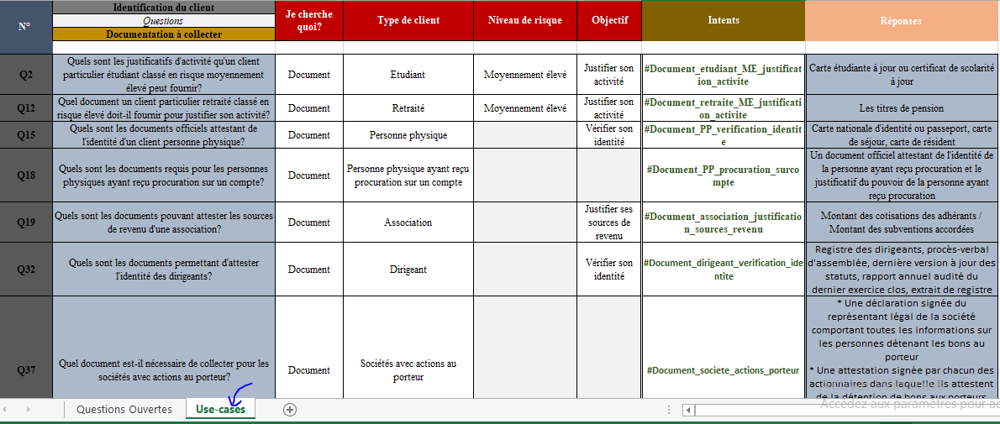 N°
Identification du client
Questions
Documentation à collecter
Je cherche
quoi?
Type de client
Niveau de risque
Objectif
Intents
Réponses
Q2
Quels sont les justificatifs d'activité qu'un client
particulier étudiant classé en risque moyennement
élevé peut fournir?
Document
Etudiant
Moyennement élevé
Justifier son
activité
#Document_etudiant_ME_justificat
ion_activite
Carte étudiante à jour ou certificat de scolarité
à jour
Q12
Quel document un client particulier retraité classé en
risque élevé doit-il fournir pour justifier son activité?
Document
Retraité
Moyennement élevé
Justifier son
activité
#Document_retraite_ME_justificati
on_activite
Les titres de pension
Q15
Quels sont les documents officiels attestant de
l'identité d'un client personne physique?
Document
Personne physique
Vérifier son
identité
#Document_PP_verification_identit
e
Carte nationale d'identité ou passeport, carte
de séjour, carte de résident
Q18
Quels sont les documents requis pour les personnes
physiques ayant reçu procuration sur un compte?
Document
Personne physique ayant reçu
procuration sur un compte
#Document_PP_procuration_surco
mpte
Un document officiel attestant de l'identité de
la personne ayant reçu procuration et le
justificatif du pouvoir de la personne ayant
reçu procuration
Q19
Quels sont les documents pouvant attester les sources
de revenu d'une association?
Document
Association
Justifier ses
sources de
revenu
#Document_association_justificatio
n_sources_revenu
Montant des cotisations des adhérants /
Montant des subventions accordées
Q32
Quels sont les documents permettant d'attester
l'identité des dirigeants?
Document
Dirigeant
Vérifier son
identité
#Document_dirigeant_verification_ide
ntite
Registre des dirigeants, procès-verbal
d'assemblée, dernière version à jour des
statuts, rapport annuel audité du
dernier exercice clos, extrait de registre
Q37
Quel document est-il nécessaire de collecter pour les
sociétés avec actions au porteur?
Document
Sociétés avec actions au
porteur
#Document_societe_actions_porteur
* Une déclaration signée du
représentant légal de la société
comportant toutes les informations sur
les personnes détenant les bons au
porteur
* Une attestation signée par chacun des
actionnaires dans laquelle ils attestent
de la détention de bons aux porteurs
Accédez aux paramètres pour ac
Questions Ouvertes
Use-cases